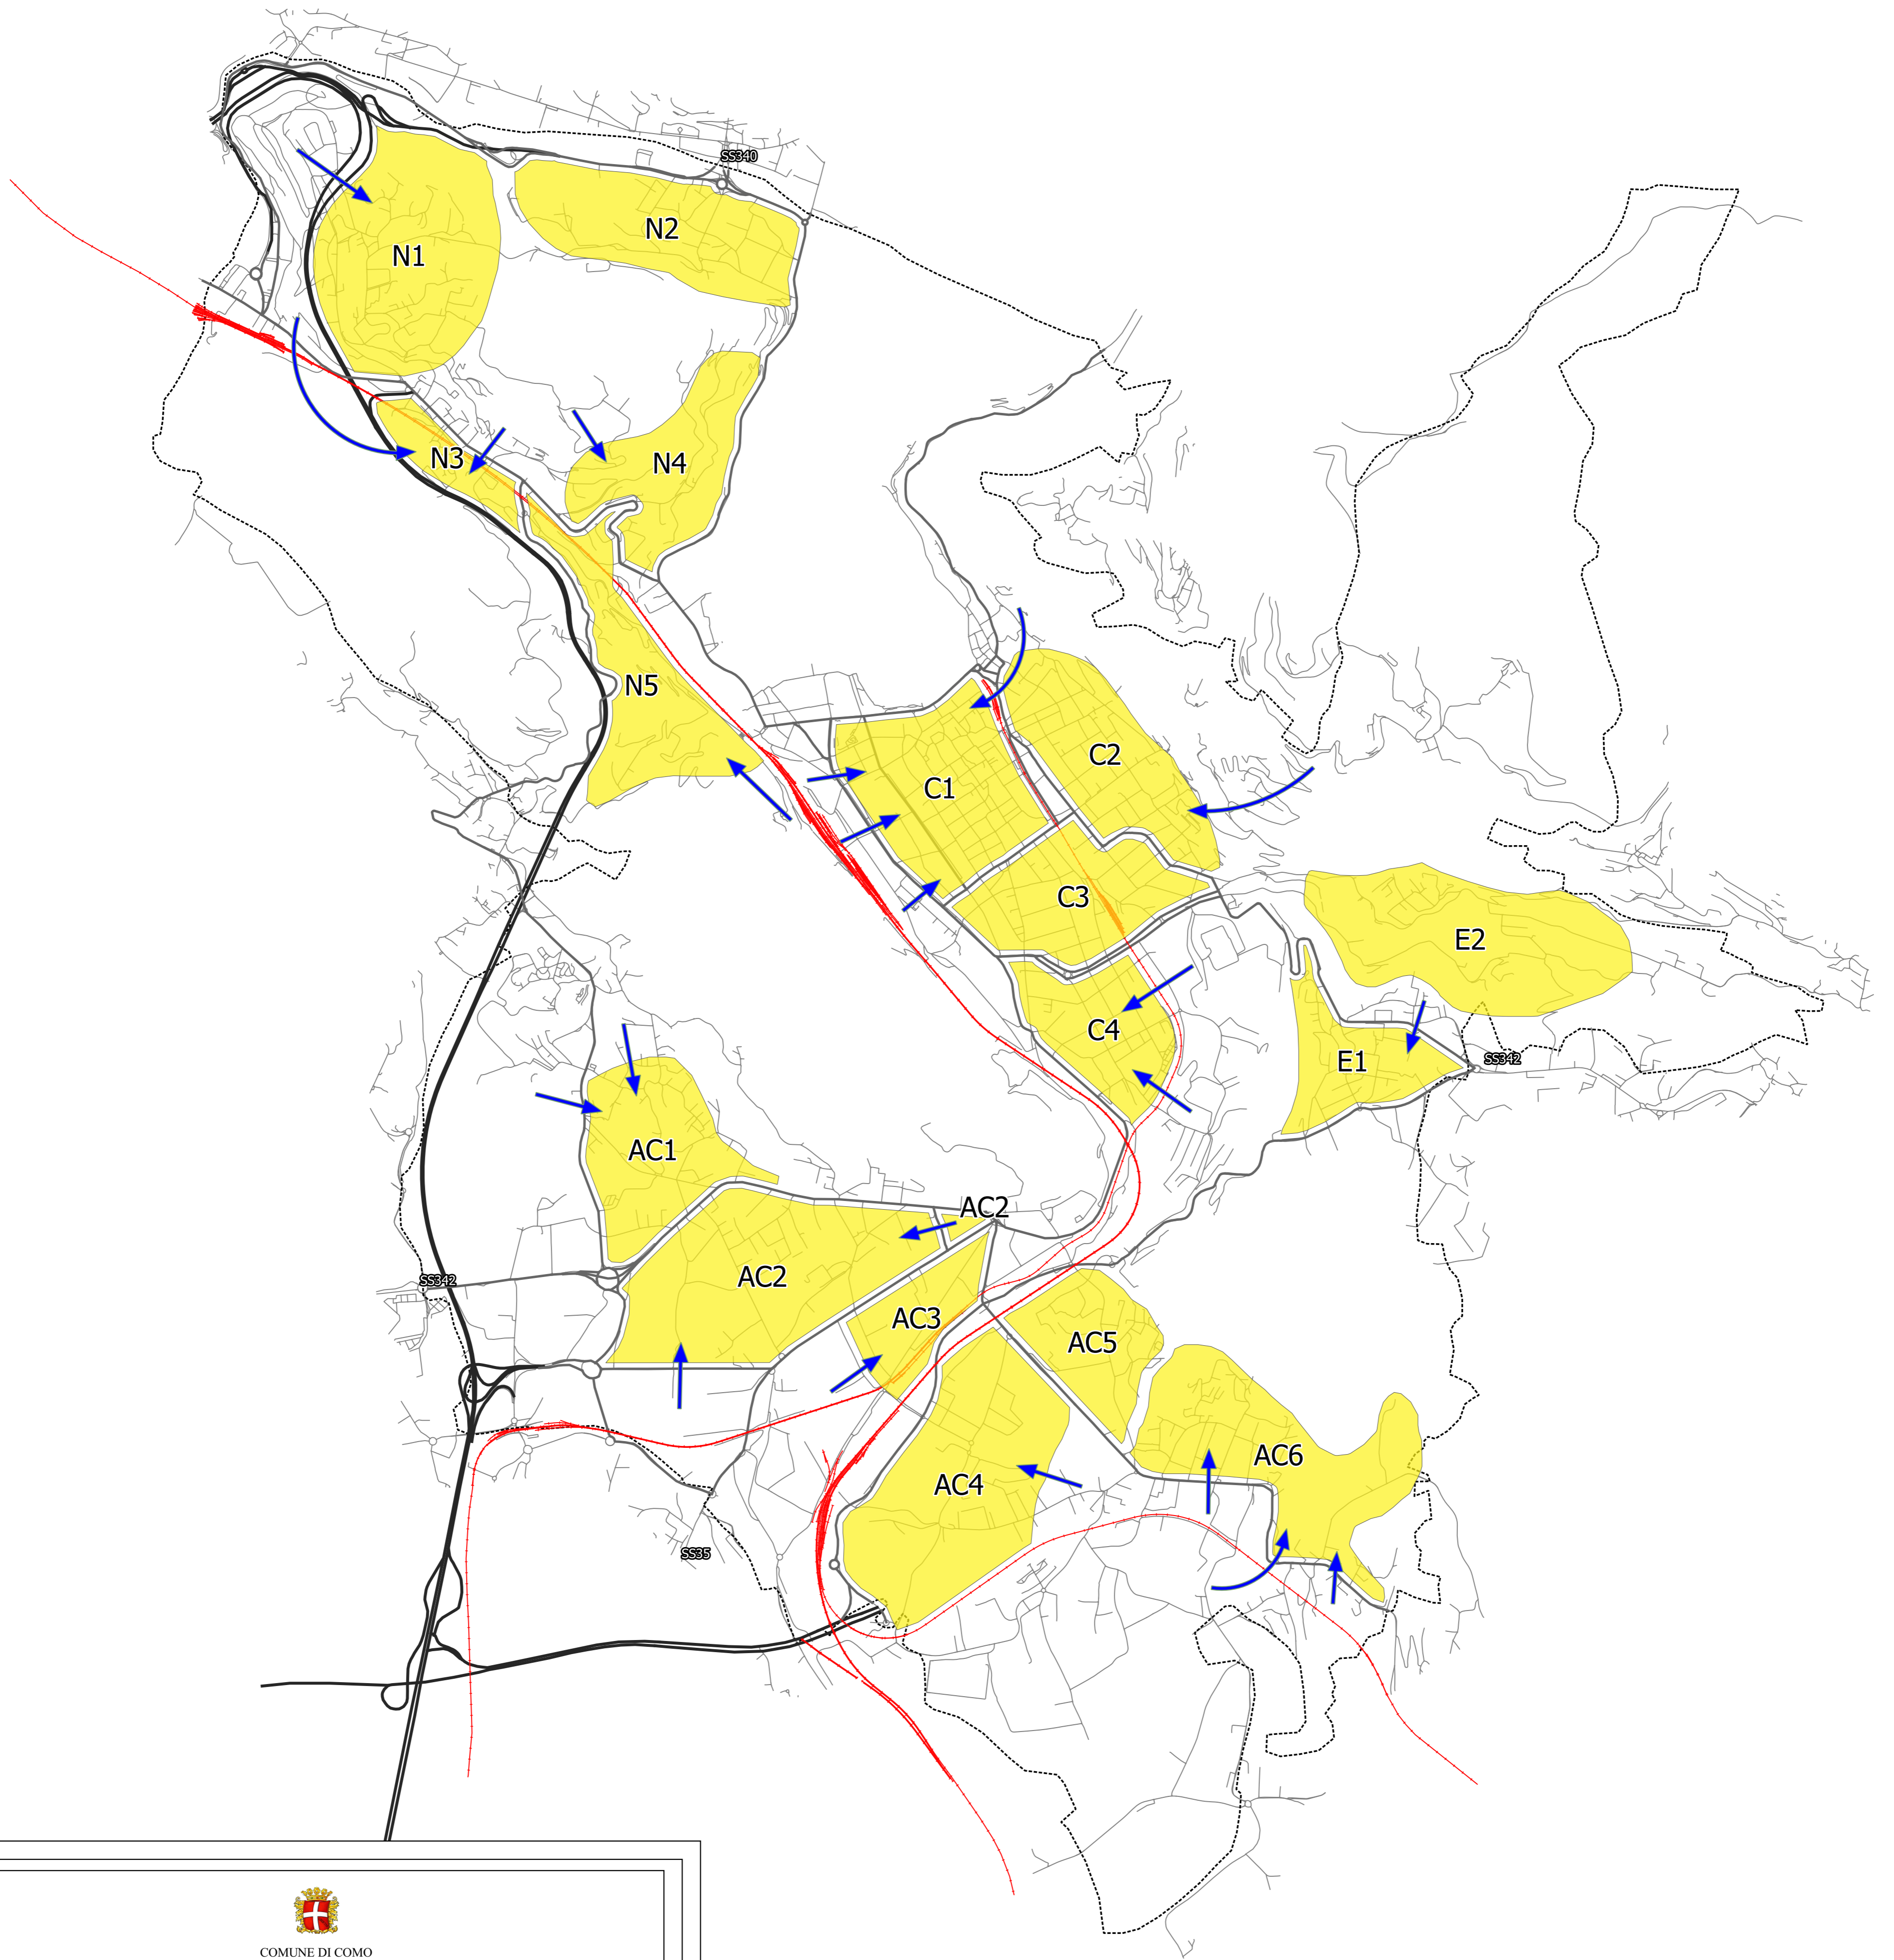 SS340
N2
N1
N3
N4
N5
C2
C1
C3
E2
C4
E1
SS342
AC1
AC2
AC2
SS342
AC3
AC5
AC6
AC4
SS35
COMUNE DI COMO